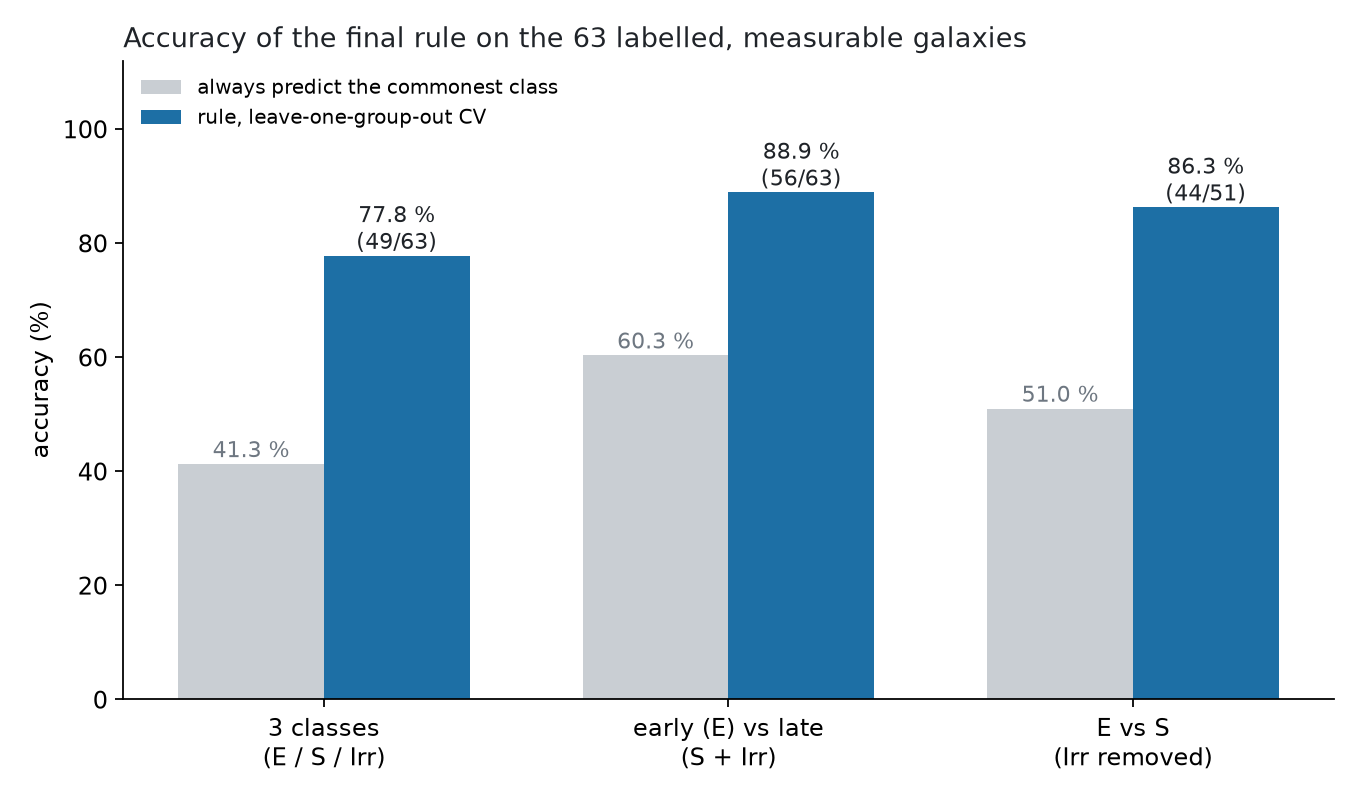 Accuracy of the final rule on the 63 labelled, measurable galaxies
always predict the commonest class
rule, leave-one-group-out CV
accuracy (%)
100
80
60
40
20
0
41.3 %
77.8 %
(49/63)
60.3 %
88.9 %
(56/63)
51.0 %
86.3 %
(44/51)
3 classes
(E / S / Irr)
early (E) vs late
(S + Irr)
E vs S
(Irr removed)